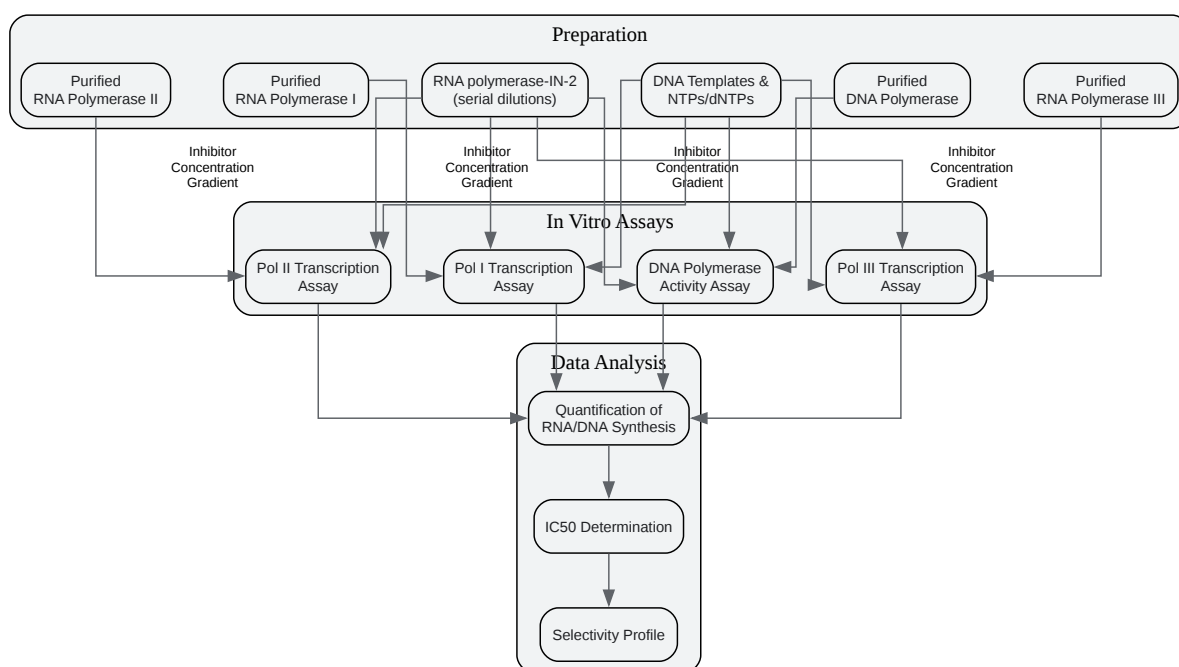 Preparation
Purified
RNA Polymerase II
Purified
RNA Polymerase I
RNA polymerase-IN-2
(serial dilutions)
DNA Templates &
NTPs/dNTPs
Purified
DNA Polymerase
Purified
RNA Polymerase III
Inhibitor
Concentration
Gradient
Inhibitor
Concentration
Gradient
Inhibitor
Concentration
Gradient
Inhibitor
Concentration
Gradient
In Vitro Assays
Pol II Transcription
Assay
Pol I Transcription
Assay
DNA Polymerase
Activity Assay
Pol III Transcription
Assay
Data Analysis
Quantification of
RNA/DNA Synthesis
IC50 Determination
Selectivity Profile